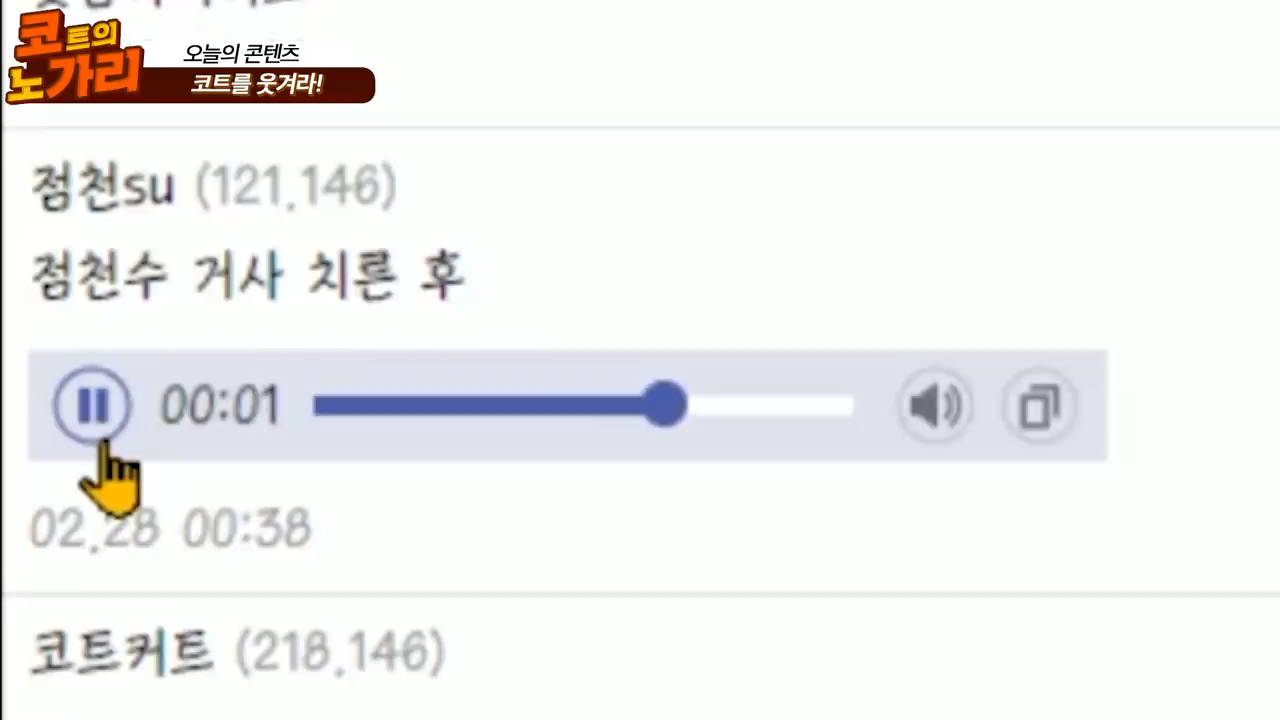 코트의
노가리
오늘의 콘텐츠
코트를 웃겨라!
점천su (121.146)
점천수 거사 치른 후
00:01
02.28 00:38
코트커트 (218.146)